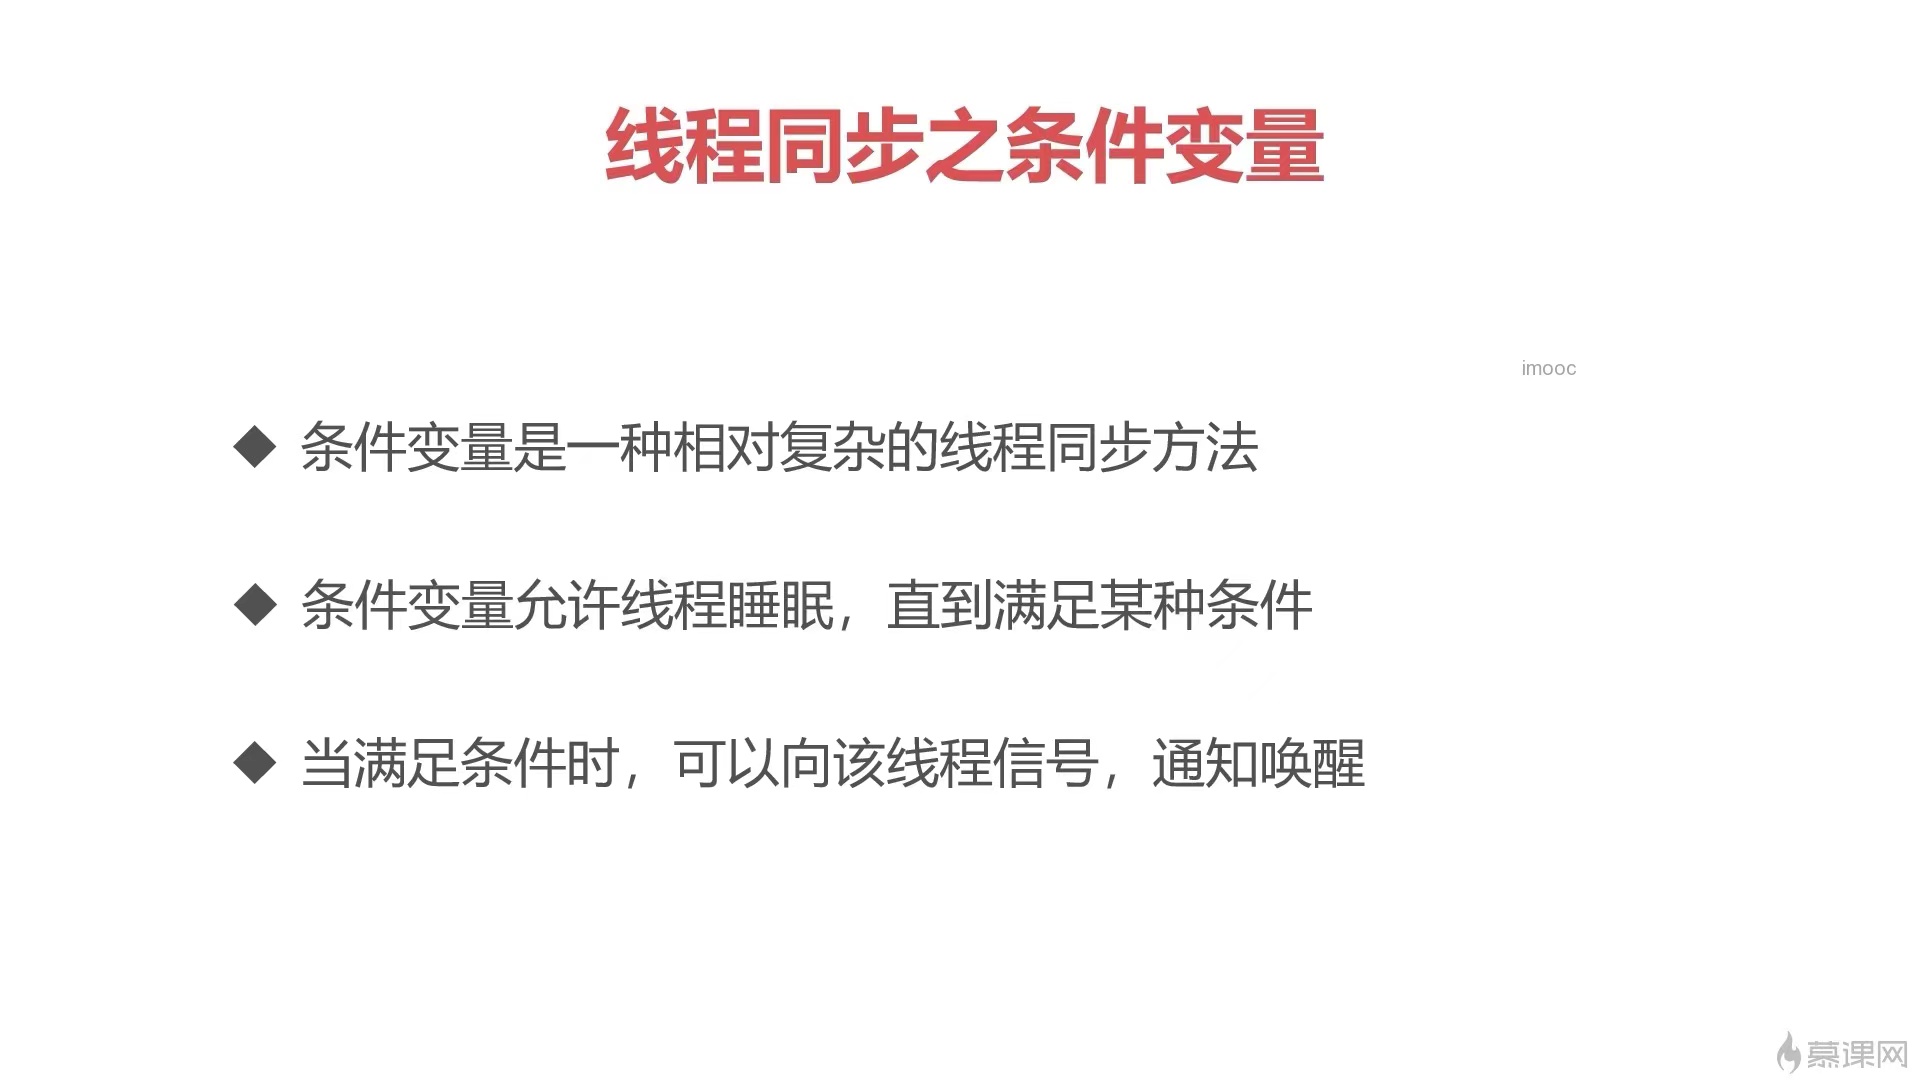 线程同步之条件变量
imooc
◆ 条件变量是一种相对复杂的线程同步方法
◆ 条件变量允许线程睡眠，直到满足某种条件
◆ 当满足条件时，可以向该线程信号，通知唤醒
慕课网